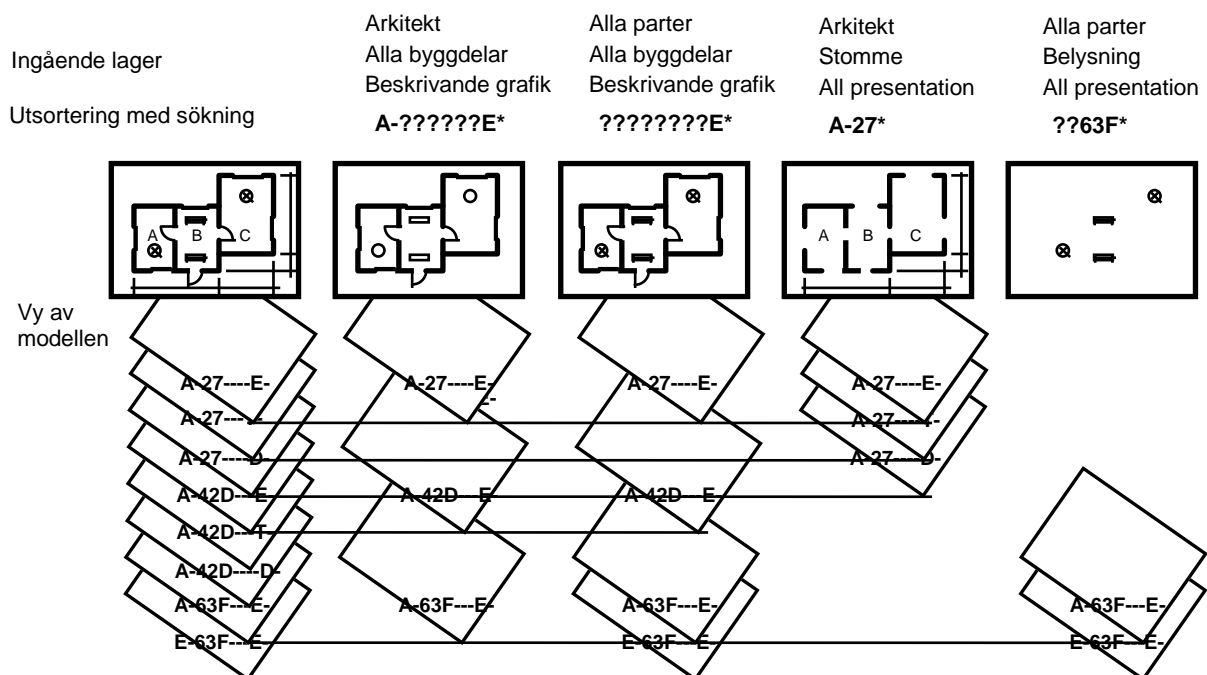 Ingående lager
Utsortering med sökning
Arkitekt
Alla byggdelar
Beskrivande grafik
A-??????E*
Alla parter
Alla byggdelar
Beskrivande grafik
????????E*
Arkitekt
Stomme
All presentation
A-27*
Alla parter
Belysning
All presentation
??63F*
A B C
A B C
Vy av
modellen
A-27----E-
A-27----E-
E-
A-27----E-
A-27----E-
A-27----T-
A-27----T-
A-27----D-
A-27----D-
A-42D---E-
A-42D---E-
A-42D---E-
A-42D---T-
A-42D----D-
A-63F---E-
A-63F---E-
A-63F---E-
A-63F---E-
E-63F---E-
E-63F---E-
E-63F---E-